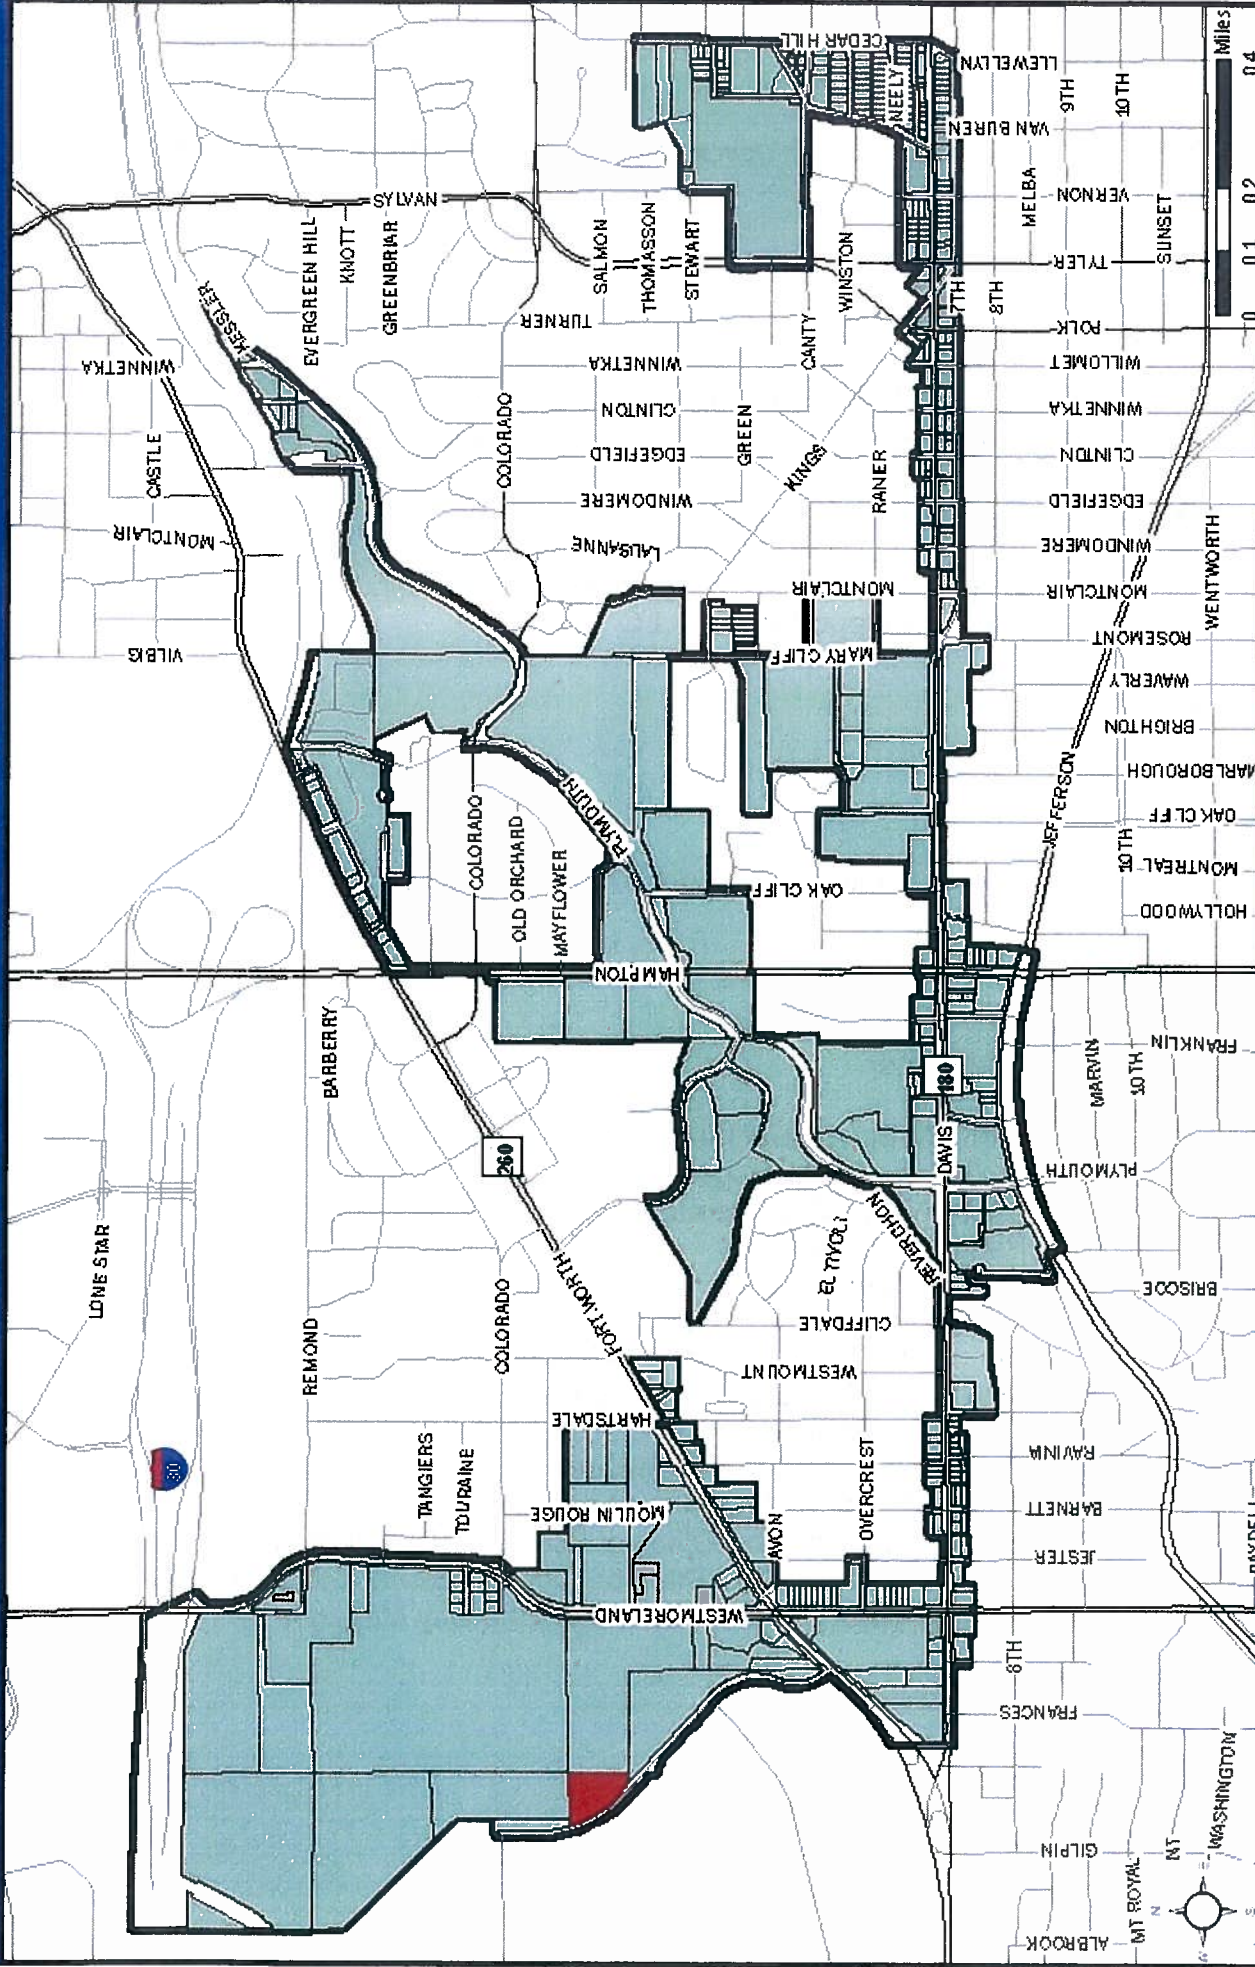 CEDAR HILL
LLEWELLYN
NEELY
VAN BUREN
9TH
10TH
Miles
0.4
0.2
0.1
0
SYLVAN
VERNON
MELBA
SUNSET
TYLER
EVERGREEN HILL
KNOTT
GREENBRIAR
SALMON
THOMASSON
STEWART
WINSTON
KESSLER
TURNER
7TH
8TH
POLK
WINNETKA
WINNETKA
CANTY
WILLOMET
WINNETKA
CASTLE
COLORADO
CLINTON
GREEN
CLINTON
EDGEFIELD
KINGS
RANER
EDGEFIELD
WINDOMERE
MONTCLAIR
LAUSANNE
WINDOMERE
MONTCLAIR
MONTCLAIR
WENTWORTH
VILBIG
MARY CLIFF
ROSEMONT
WAVERLY
BRIGHTON
MARLBOROUGH
JEFFERSON
OAK CLIFF
10TH
MONTREAL
HOLLYWOOD
PLYMOUTH
COLORADO
OLD ORCHARD
MAYFLOWER
OAK CLIFF
HAMPTON
BARBERRY
FRANKLIN
MARVIN
10TH
180
DAVIS
PLYMOUTH
260
LONE STAR
FORT WORTH
EL TIVOLI
REVERCHON
BRISCOE
REMOND
COLORADO
CLIFFDALE
WESTMOUNT
HARTSDALE
30
TANGIERS
TOURAINE
MOULIN ROUGE
OVERCREST
RAVINIA
AVON
BARNETT
JESTER
WESTMORELAND
8TH
FRANCES
GILPIN
MT
WASHINGTON
MT ROYAL
ALBROOK
N
S